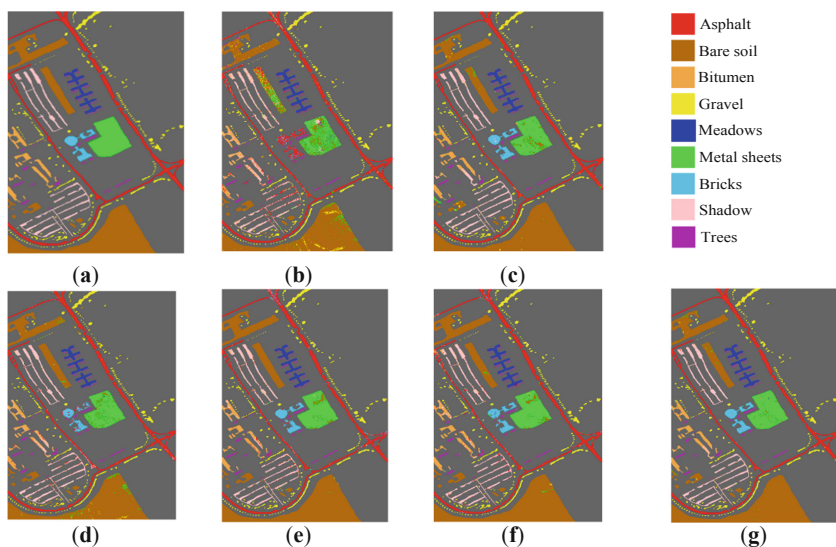 Asphalt
Bare soil
Bitumen
Gravel
Meadows
Metal sheets
Bricks
Shadow
Trees
(a)
(b)
(c)
(d)
(e)
(f)
(g)